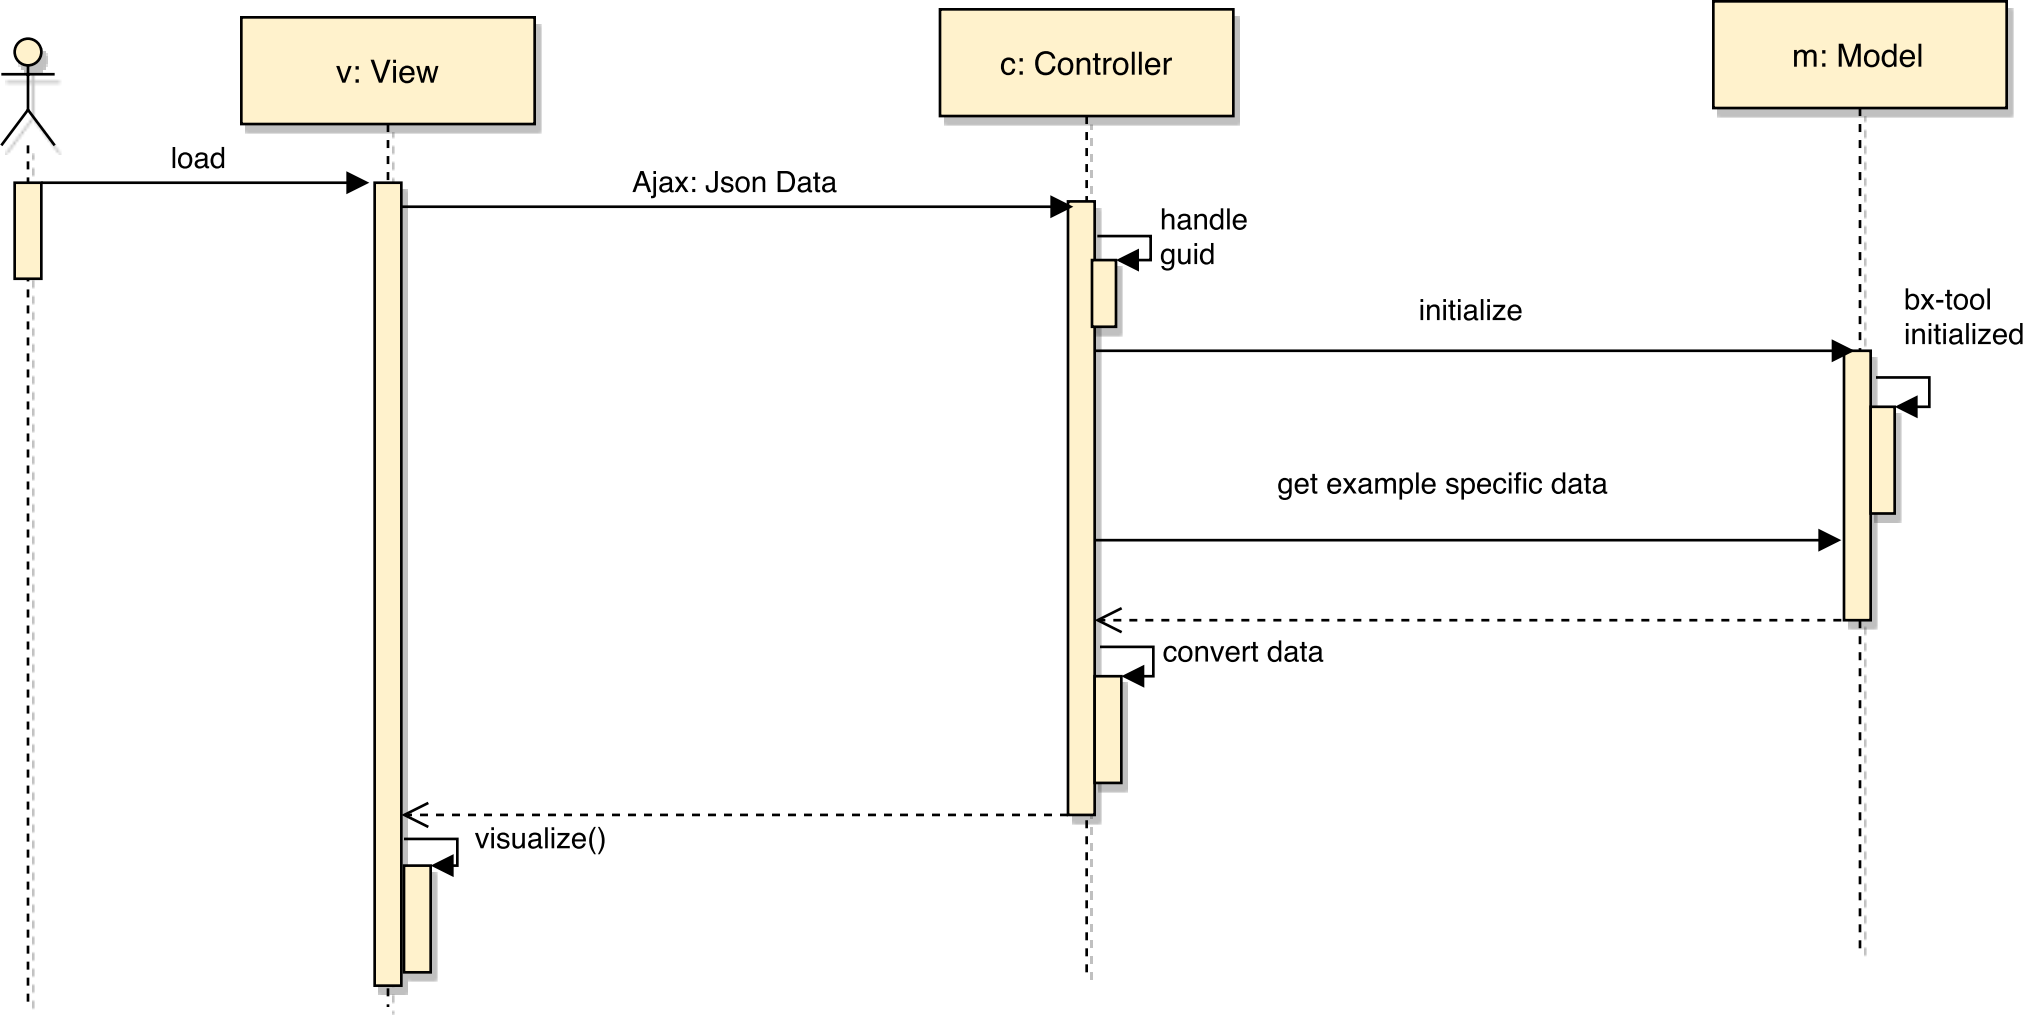 v: View
c: Controller
m: Model
load
Ajax: Json Data
handle
guid
initialize
bx-tool
initialized
get example specific data
convert data
visualize()